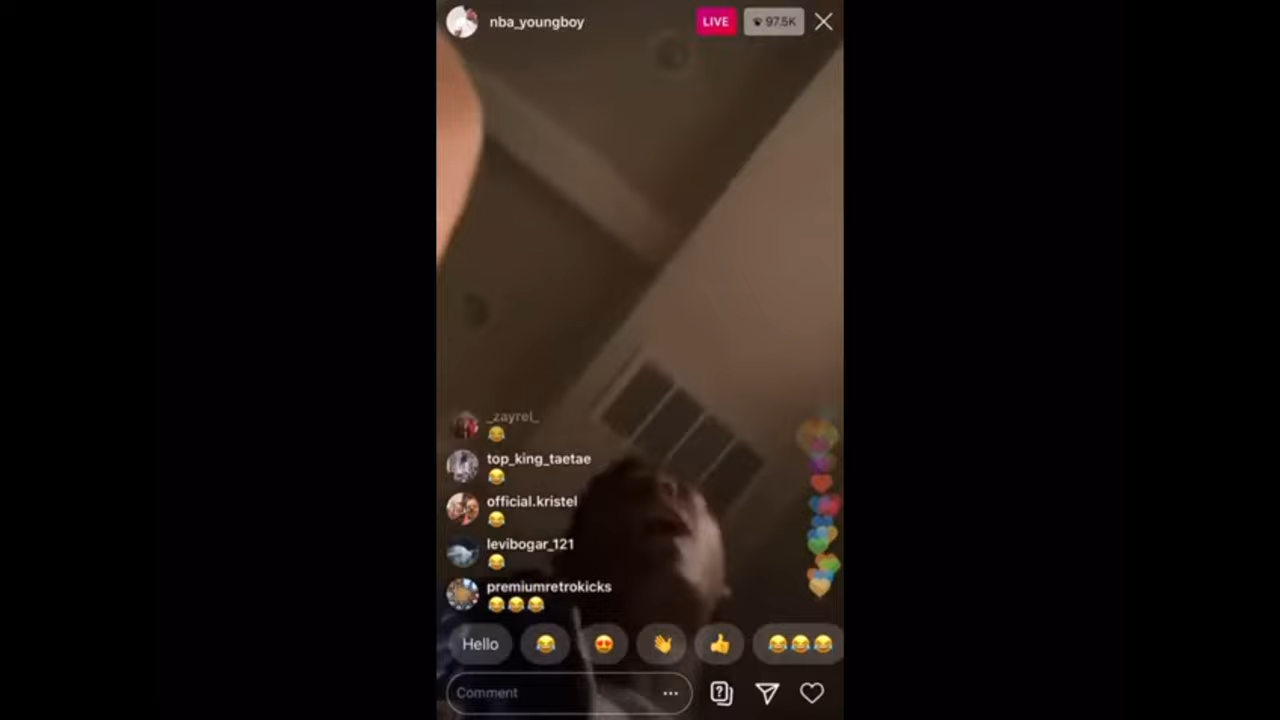 nba_youngboy
LIVE
97.5K
_zayrel_
😂
top_king_taetae
😂
official.kristel
😂
levibogar_121
😂
premiumretrokicks
😂😂😂
Hello 😂 😍 👋 👍 😂😂😂
Comment